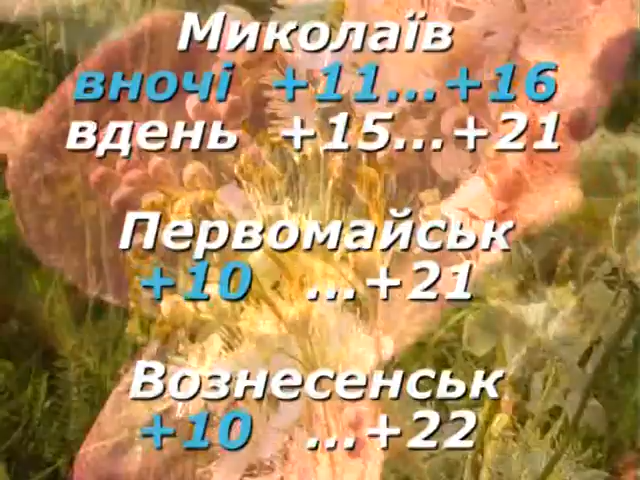 Миколаїв
вночі +11...+16
вдень +15...+21
Первомайськ
+10 ...+21
Вознесенськ
+10 ...+22